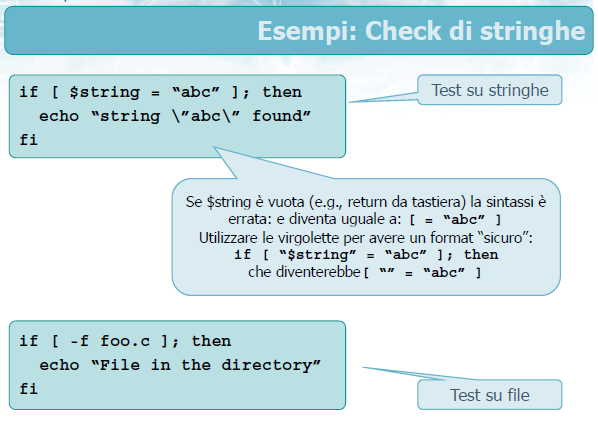 Esempi: Check di stringhe
if [ $string = “abc” ]; then
echo “string \”abc\” found”
fi
Test su stringhe
Se $string è vuota (e.g., return da tastiera) la sintassi è
errata: e diventa uguale a: [ = “abc” ]
Utilizzare le virgolette per avere un format “sicuro”:
if [ “$string” = “abc” ]; then
che diventerebbe [ “” = “abc” ]
if [ -f foo.c ]; then
echo “File in the directory”
fi
Test su file